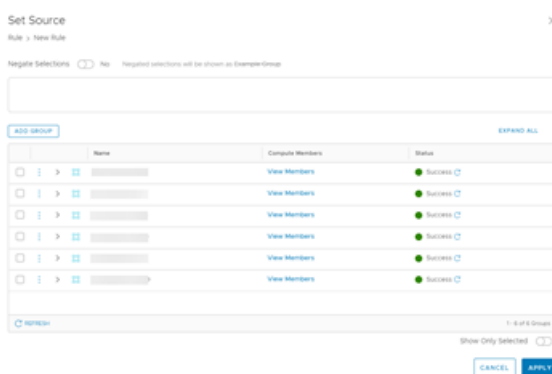 Set Source
Rule > New Rule
Negate Selections No Negated selections will be shown as Example Group
ADD GROUP EXPAND ALL
Name Compute Members Status
View Members Success
View Members Success
View Members Success
View Members Success
View Members Success
View Members Success
REFRESH 1 - 6 of 6 Groups
Show Only Selected
CANCEL APPLY